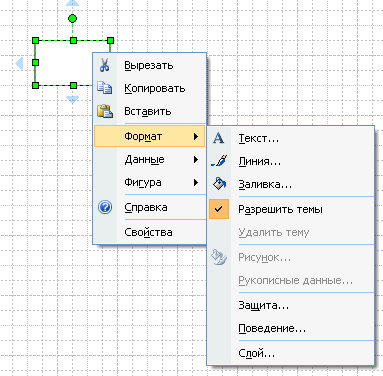 Вырезать
Копировать
Вставить
Формат
Данные
Фигура
Справка
Свойства
Текст...
Линия...
Заливка...
Разрешить темы
Удалить тему
Рисунок...
Рукописные данные...
Защита...
Поведение...
Слой...